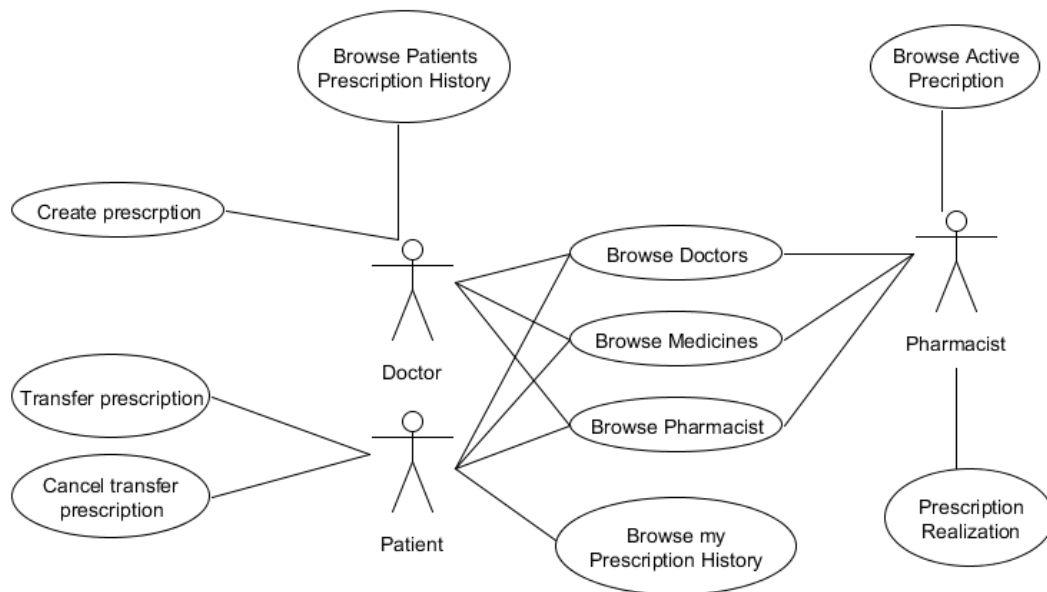 Browse Patients
Prescription History
Browse Active
Precription
Create prescrption
Browse Doctors
Browse Medicines
Pharmacist
Doctor
Transfer prescription
Browse Pharmacist
Cancel transfer
prescription
Prescription
Realization
Patient
Browse my
Prescription History